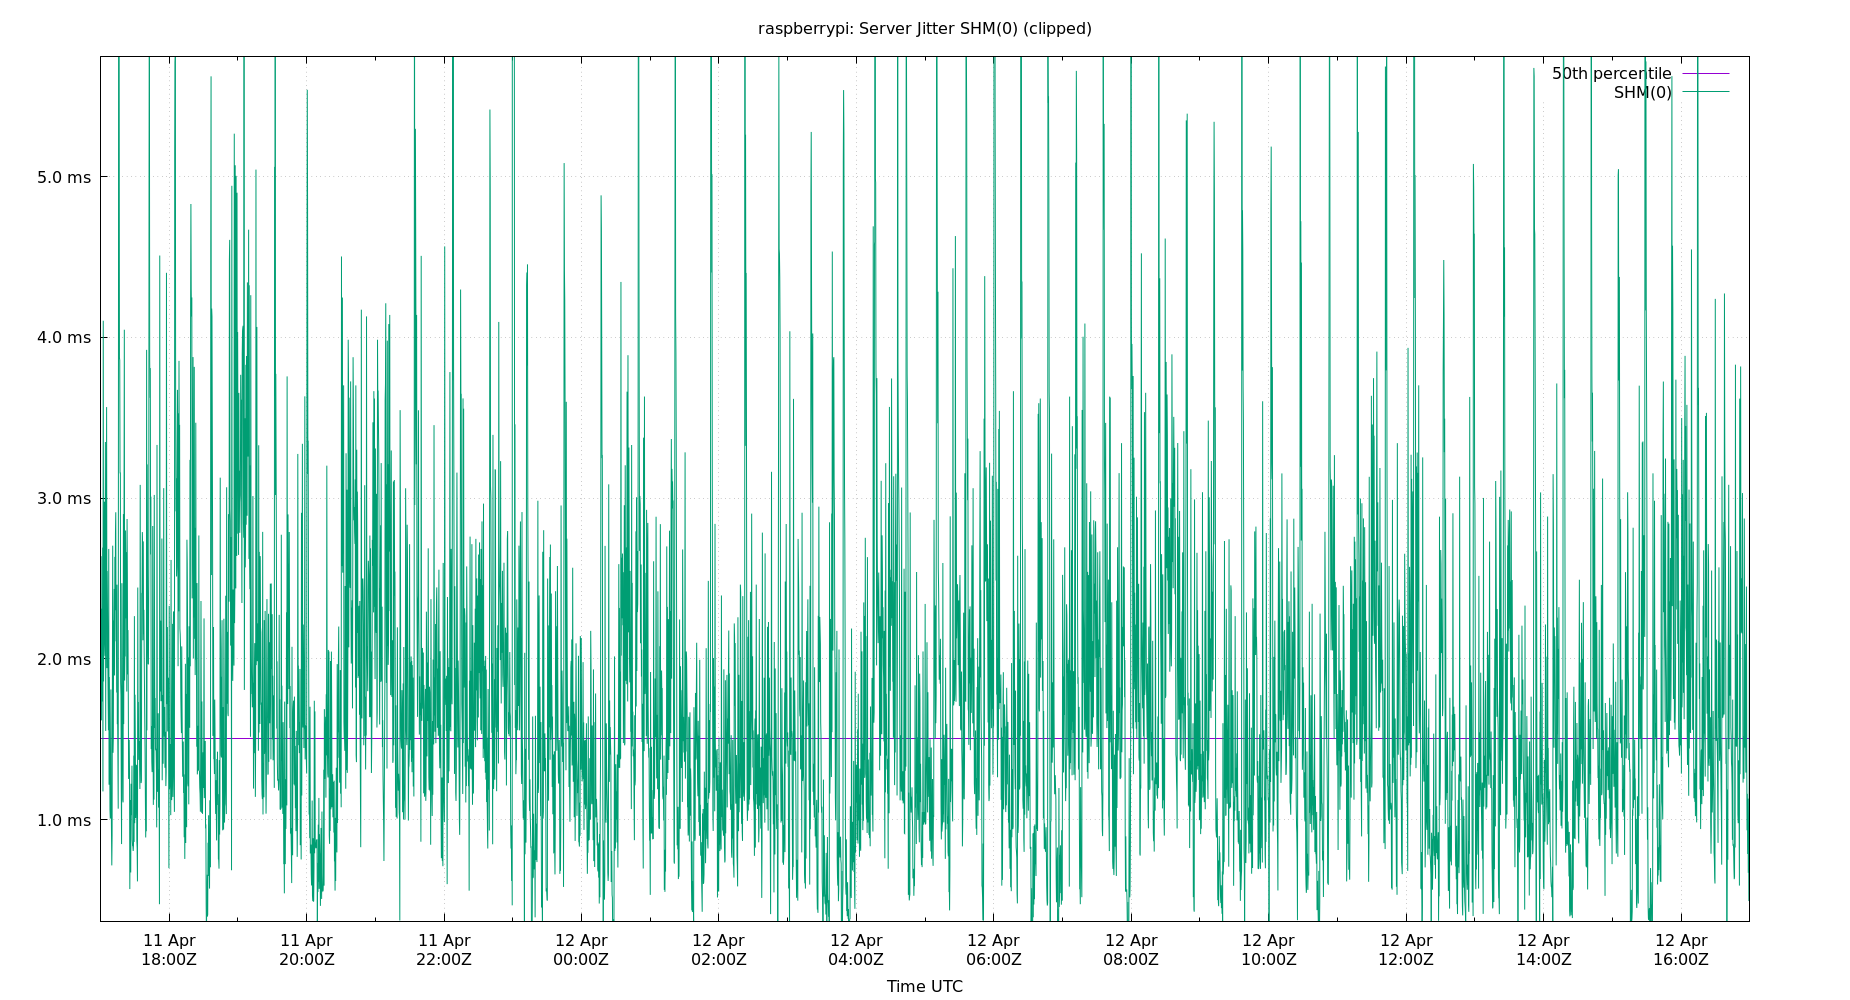 raspberrypi: Server Jitter SHM(0) (clipped)
50th percentile
SHM(0)
5.0 ms
4.0 ms
3.0 ms
2.0 ms
1.0 ms
11 Apr 11 Apr 11 Apr 12 Apr 12 Apr 12 Apr 12 Apr 12 Apr 12 Apr 12 Apr 12 Apr 12 Apr
18:00Z 20:00Z 22:00Z 00:00Z 02:00Z 04:00Z 06:00Z 08:00Z 10:00Z 12:00Z 14:00Z 16:00Z
Time UTC